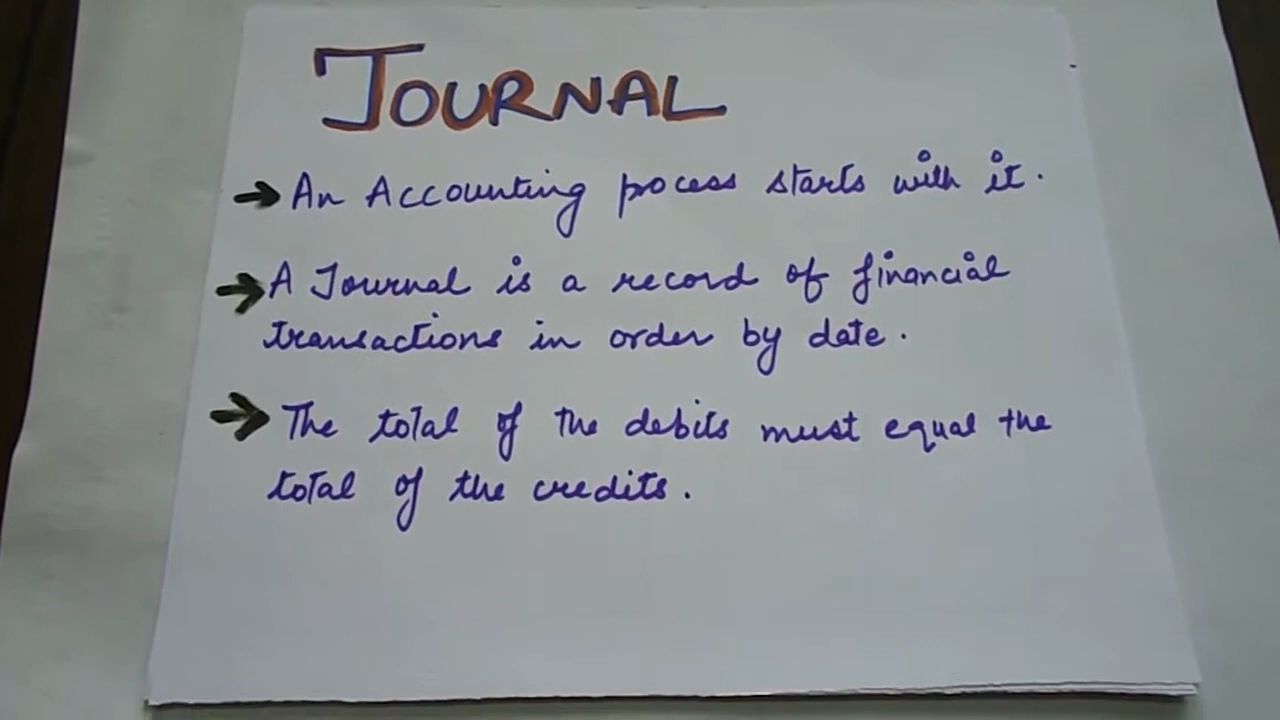 JOURNAL
→ An Accounting process starts with it.
→ A Journal is a record of financial
transactions in order by date.
→ The total of the debits must equal the
total of the credits.